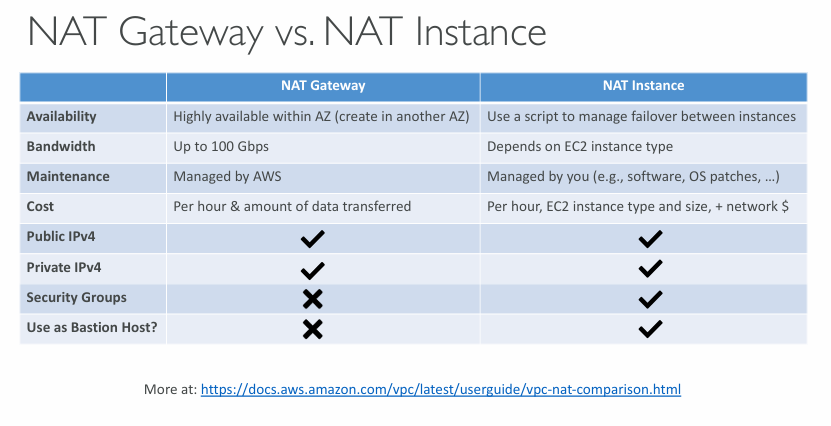 NAT Gateway vs. NAT Instance
NAT Gateway NAT Instance
Availability Highly available within AZ (create in another AZ) Use a script to manage failover between instances
Bandwidth Up to 100 Gbps Depends on EC2 instance type
Maintenance Managed by AWS Managed by you (e.g., software, OS patches, …)
Cost Per hour & amount of data transferred Per hour, EC2 instance type and size, + network $
Public IPv4 ✔ ✔
Private IPv4 ✔ ✔
Security Groups ✖ ✔
Use as Bastion Host? ✖ ✔
More at: https://docs.aws.amazon.com/vpc/latest/userguide/vpc-nat-comparison.html